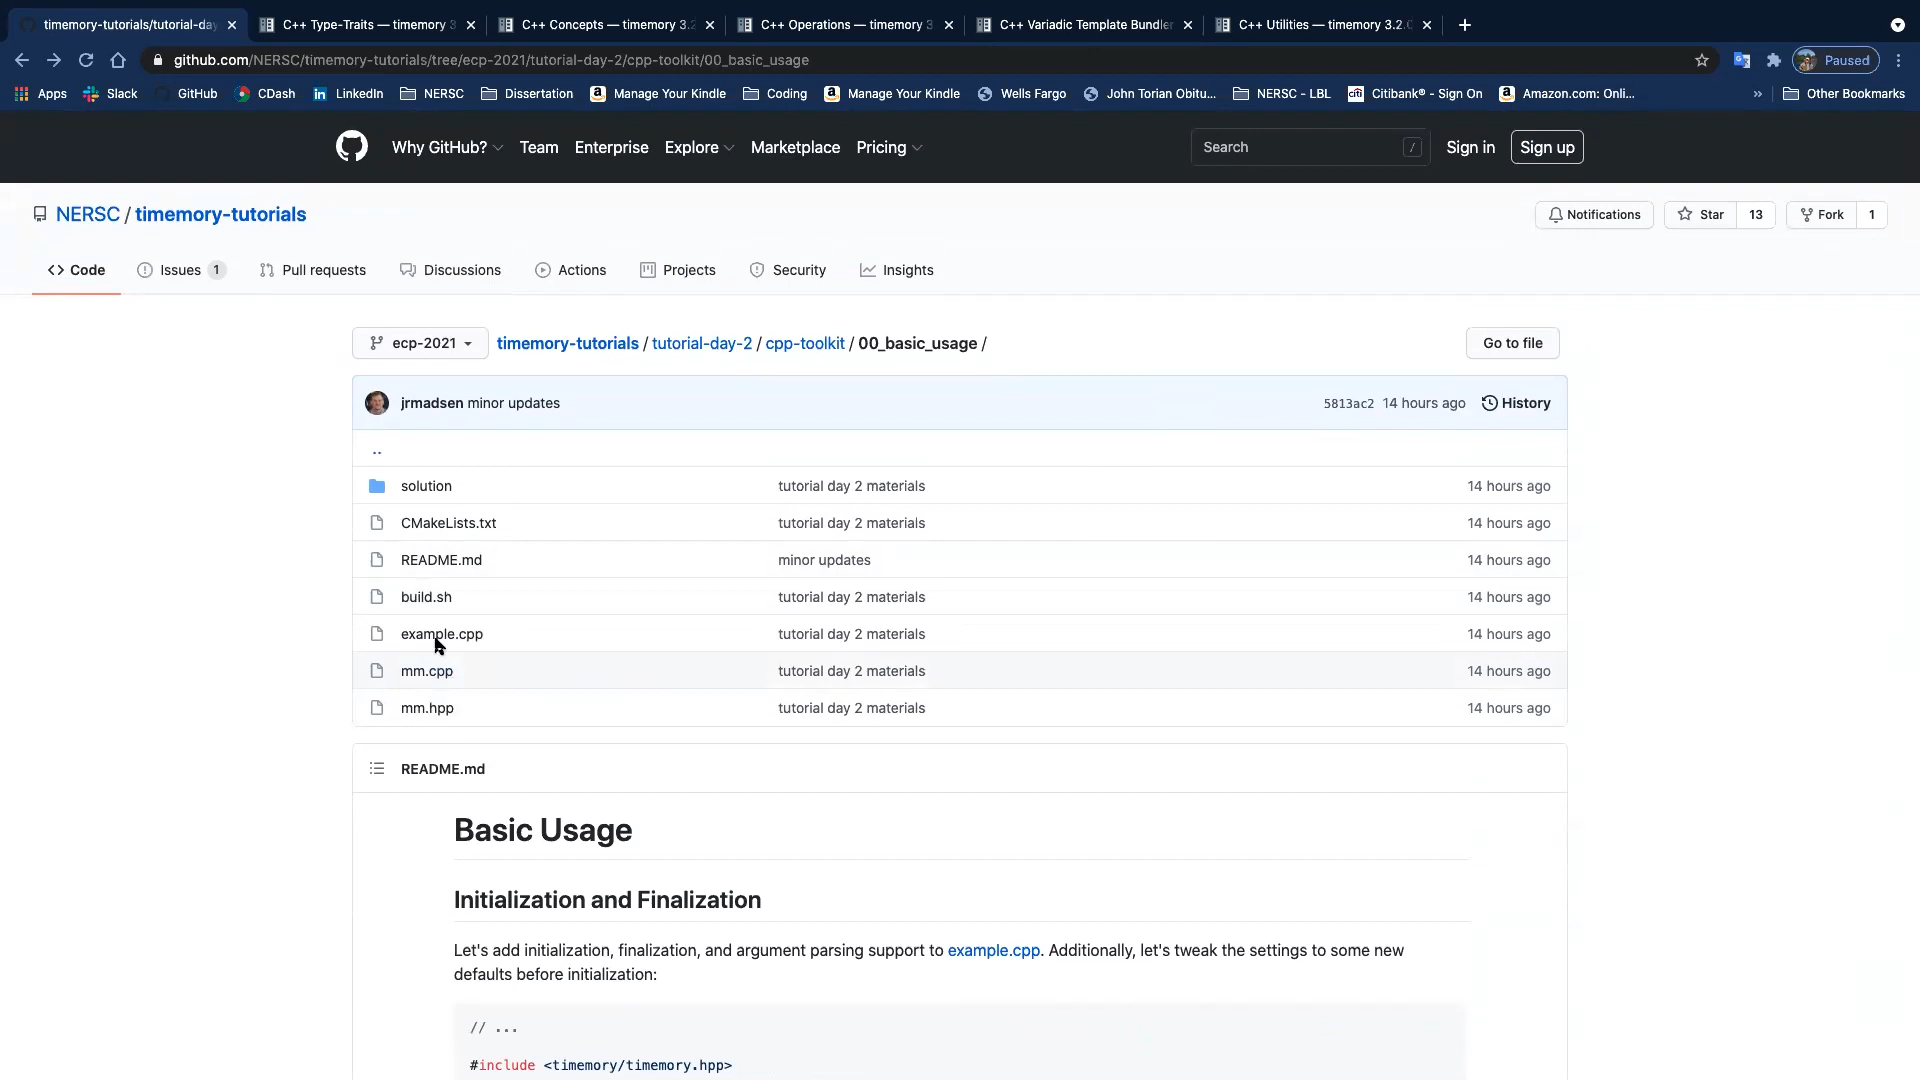 timemory-tutorials/tutorial-day
C++ Type-Traits — timemory 3
C++ Concepts — timemory 3.2
C++ Operations — timemory 3
C++ Variadic Template Bundler
C++ Utilities — timemory 3.2.0
github.com/NERSC/timemory-tutorials/tree/ecp-2021/tutorial-day-2/cpp-toolkit/00_basic_usage
Paused
Apps
Slack
GitHub
CDash
LinkedIn
NERSC
Dissertation
Manage Your Kindle
Coding
Manage Your Kindle
Wells Fargo
John Torian Obitu...
NERSC - LBL
Citibank® - Sign On
Amazon.com: Onli...
»
Other Bookmarks
Why GitHub?
Team
Enterprise
Explore
Marketplace
Pricing
Search
/
Sign in
Sign up
NERSC / timemory-tutorials
Notifications
Star 13
Fork 1
<> Code
Issues 1
Pull requests
Discussions
Actions
Projects
Security
Insights
ecp-2021
timemory-tutorials / tutorial-day-2 / cpp-toolkit / 00_basic_usage /
Go to file
jrmadsen minor updates
5813ac2 14 hours ago
History
..
solution tutorial day 2 materials 14 hours ago
CMakeLists.txt tutorial day 2 materials 14 hours ago
README.md minor updates 14 hours ago
build.sh tutorial day 2 materials 14 hours ago
example.cpp tutorial day 2 materials 14 hours ago
mm.cpp tutorial day 2 materials 14 hours ago
mm.hpp tutorial day 2 materials 14 hours ago
README.md
Basic Usage
Initialization and Finalization
Let's add initialization, finalization, and argument parsing support to example.cpp. Additionally, let's tweak the settings to some new
defaults before initialization:
// ...
#include <timemory/timemory.hpp>